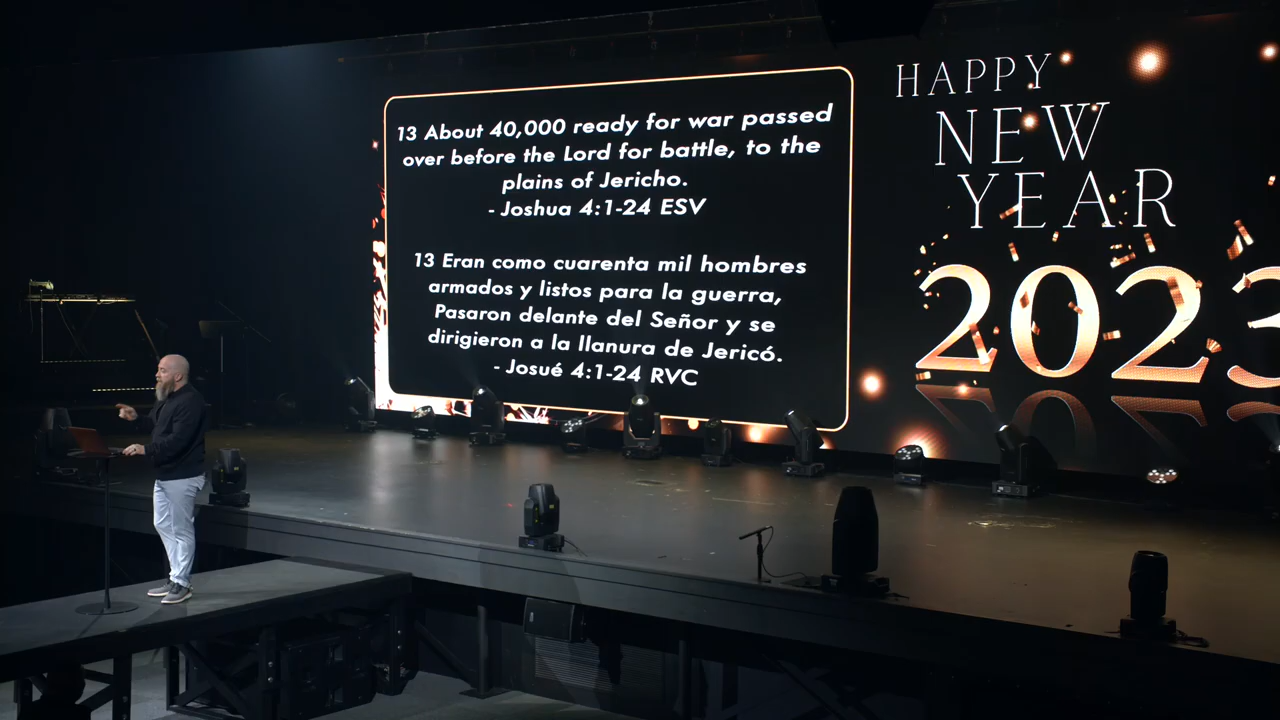 13 About 40,000 ready for war passed
over before the Lord for battle, to the
plains of Jericho.
- Joshua 4:1-24 ESV
13 Eran como cuarenta mil hombres
armados y listos para la guerra,
Pasaron delante del Señor y se
dirigieron a la llanura de Jericó.
- Josué 4:1-24 RVC
HAPPY
NEW
YEAR
2023